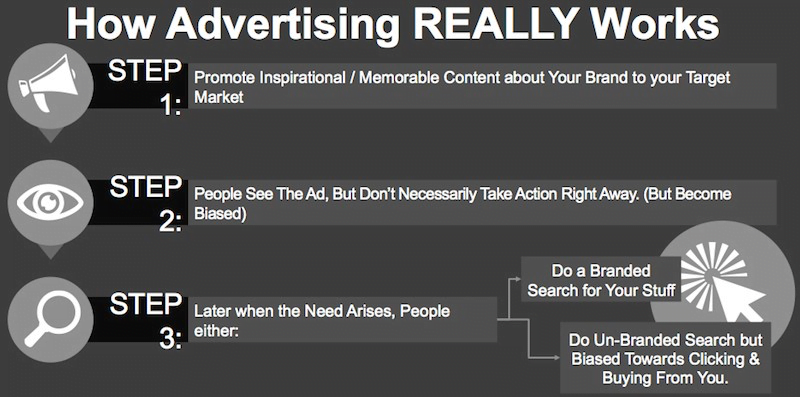 How Advertising REALLY Works
STEP
1:
Promote Inspirational / Memorable Content about Your Brand to your Target
Market
STEP
2:
People See The Ad, But Don't Necessarily Take Action Right Away. (But Become
Biased)
STEP
3:
Later when the Need Arises, People
either:
Do a Branded
Search for Your Stuff
Do Un-Branded Search but
Biased Towards Clicking &
Buying From You.